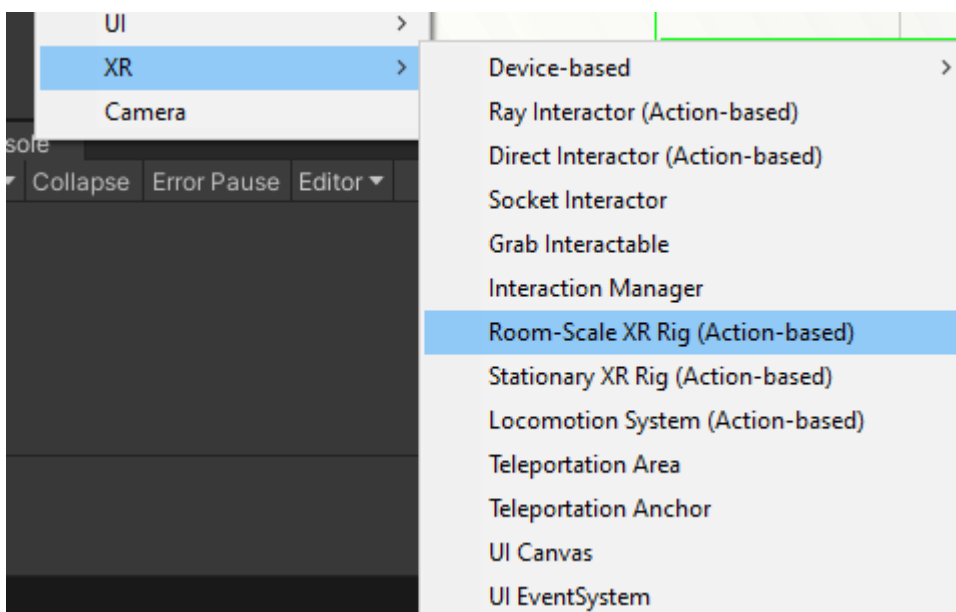 UI >
XR >
Camera
sole
Collapse Error Pause Editor
Device-based >
Ray Interactor (Action-based)
Direct Interactor (Action-based)
Socket Interactor
Grab Interactable
Interaction Manager
Room-Scale XR Rig (Action-based)
Stationary XR Rig (Action-based)
Locomotion System (Action-based)
Teleportation Area
Teleportation Anchor
UI Canvas
UI EventSystem